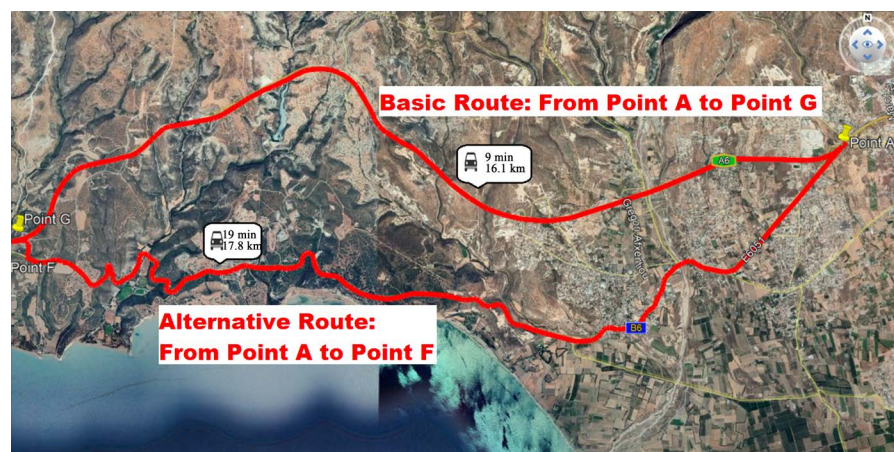 N
Basic Route: From Point A to Point G
Point A
A6
9 min
16.1 km
Point G
19 min
17.8 km
E6051
Point F
Alternative Route:
From Point A to Point F
B6